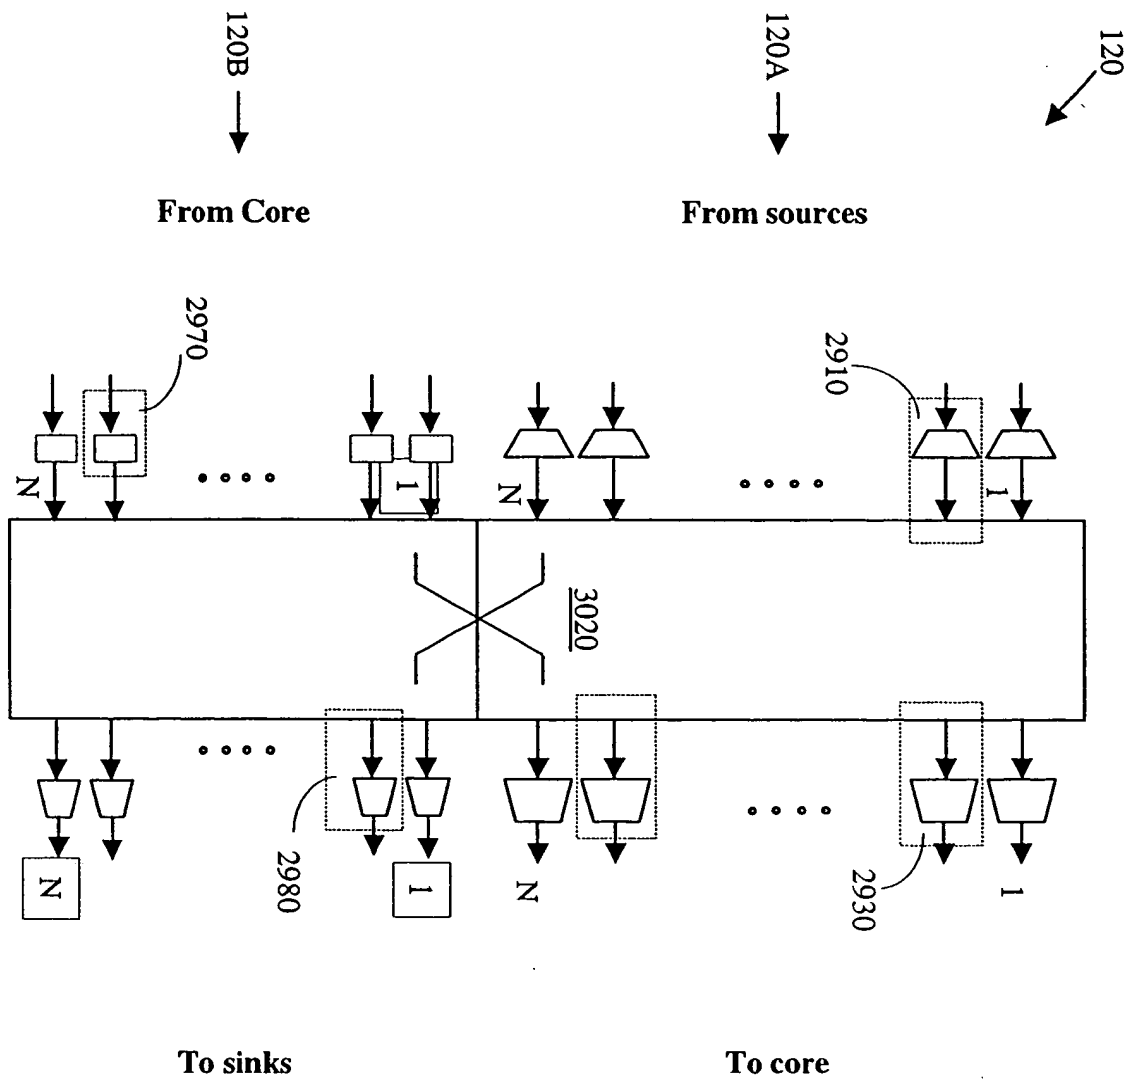 120
120A
120B
From sources
From Core
2910
2970
1
N
1
N
3020
2930
2980
1
N
1
N
To core
To sinks